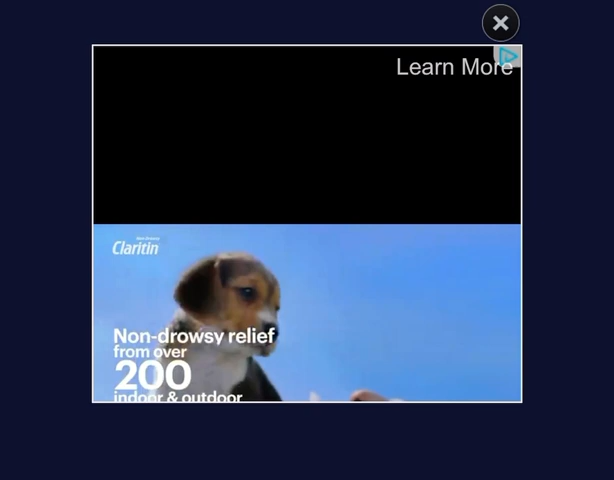 Learn More
Claritin
Non-drowsy relief
from over
200
indoor & outdoor